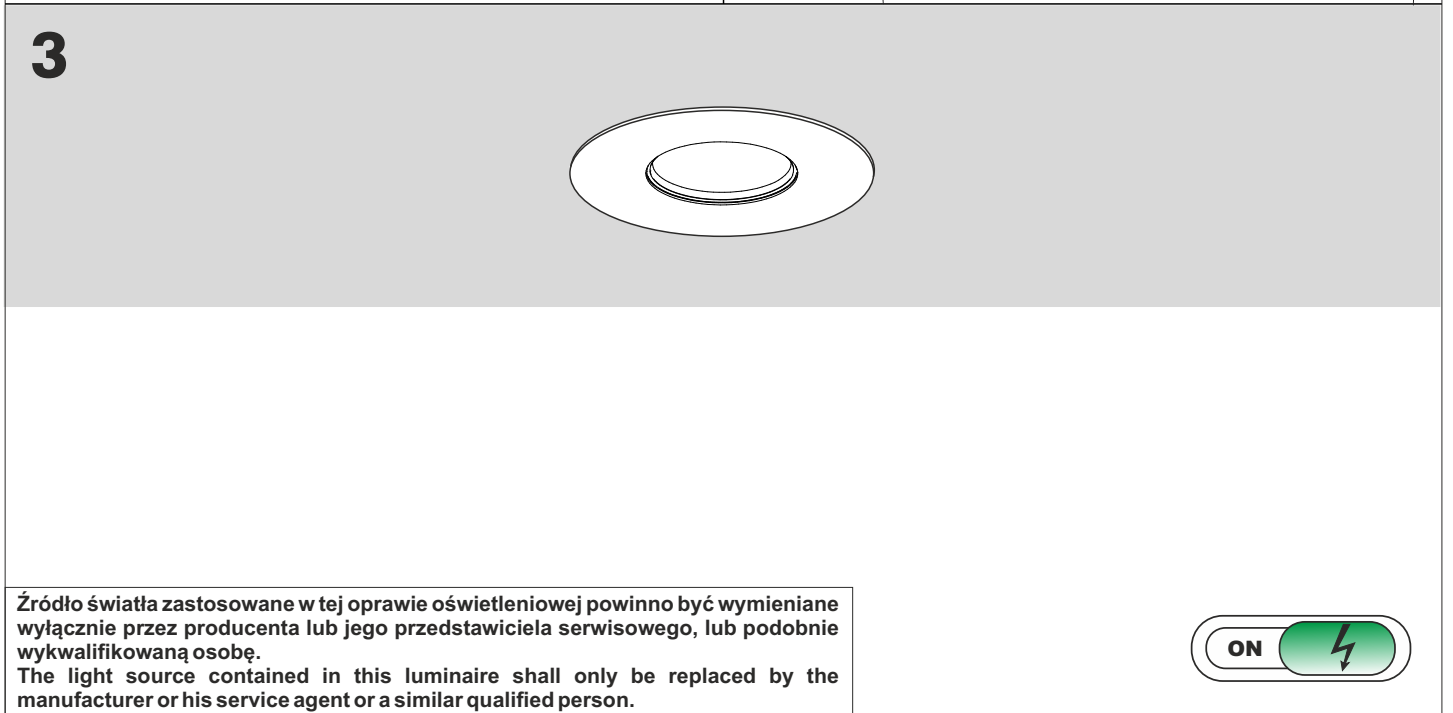 3
Źródło światła zastosowane w tej oprawie oświetleniowej powinno być wymieniane
wyłącznie przez producenta lub jego przedstawiciela serwisowego, lub podobnie
wykwalifikowaną osobę.
The light source contained in this luminaire shall only be replaced by the
manufacturer or his service agent or a similar qualified person.
ON